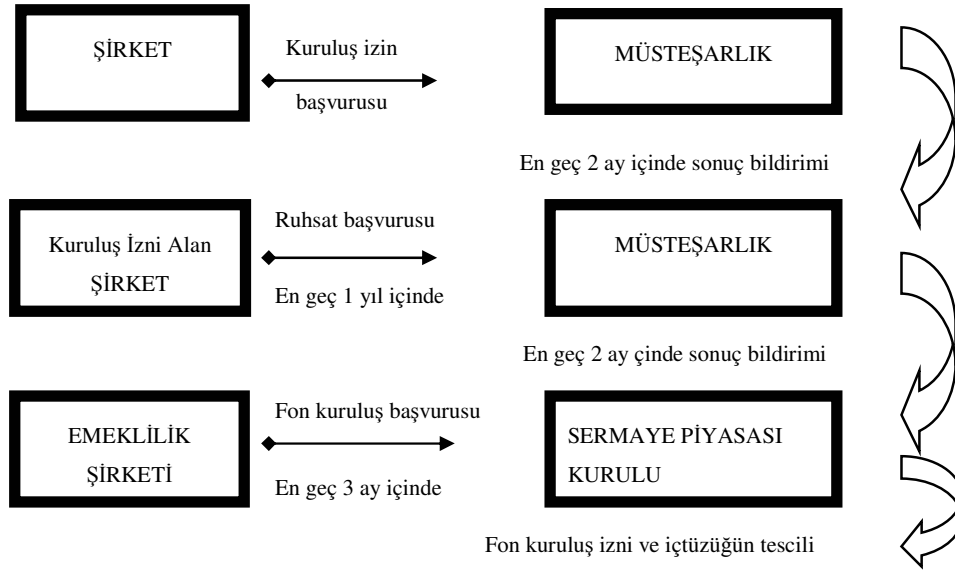 ŞİRKET
Kuruluş izin
başvurusu
MÜSTEŞARLIK
En geç 2 ay içinde sonuç bildirimi
Kuruluş İzni Alan
ŞİRKET
Ruhsat başvurusu
En geç 1 yıl içinde
MÜSTEŞARLIK
En geç 2 ay çinde sonuç bildirimi
EMEKLİLİK
ŞİRKETİ
Fon kuruluş başvurusu
En geç 3 ay içinde
SERMAYE PİYASASI
KURULU
Fon kuruluş izni ve içtüzüğün tescili